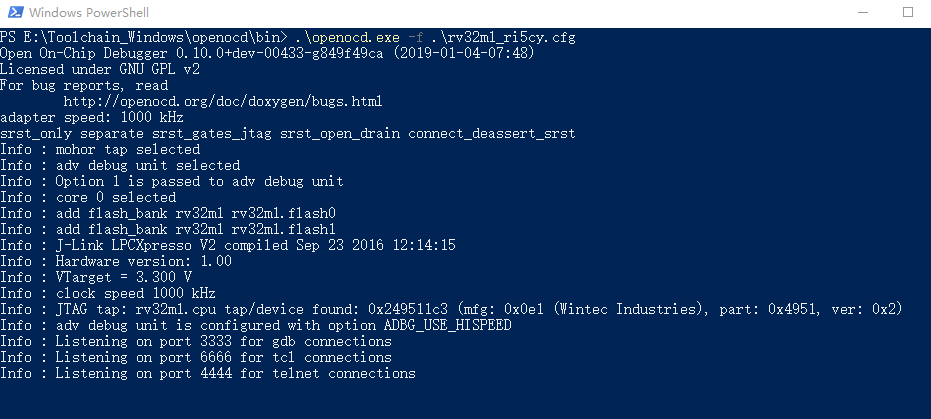 Windows PowerShell
PS E:\Toolchain_Windows\openocd\bin> .\openocd.exe -f .\rv32m1_ri5cy.cfg
Open On-Chip Debugger 0.10.0+dev-00433-g849f49ca (2019-01-04-07:48)
Licensed under GNU GPL v2
For bug reports, read
        http://openocd.org/doc/doxygen/bugs.html
adapter speed: 1000 kHz
srst_only separate srst_gates_jtag srst_open_drain connect_deassert_srst
Info : mohor tap selected
Info : adv debug unit selected
Info : Option 1 is passed to adv debug unit
Info : core 0 selected
Info : add flash_bank rv32m1 rv32m1.flash0
Info : add flash_bank rv32m1 rv32m1.flash1
Info : J-Link LPCXpresso V2 compiled Sep 23 2016 12:14:15
Info : Hardware version: 1.00
Info : VTarget = 3.300 V
Info : clock speed 1000 kHz
Info : JTAG tap: rv32m1.cpu tap/device found: 0x249511c3 (mfg: 0x0e1 (Wintec Industries), part: 0x4951, ver: 0x2)
Info : adv debug unit is configured with option ADBG_USE_HISPEED
Info : Listening on port 3333 for gdb connections
Info : Listening on port 6666 for tcl connections
Info : Listening on port 4444 for telnet connections